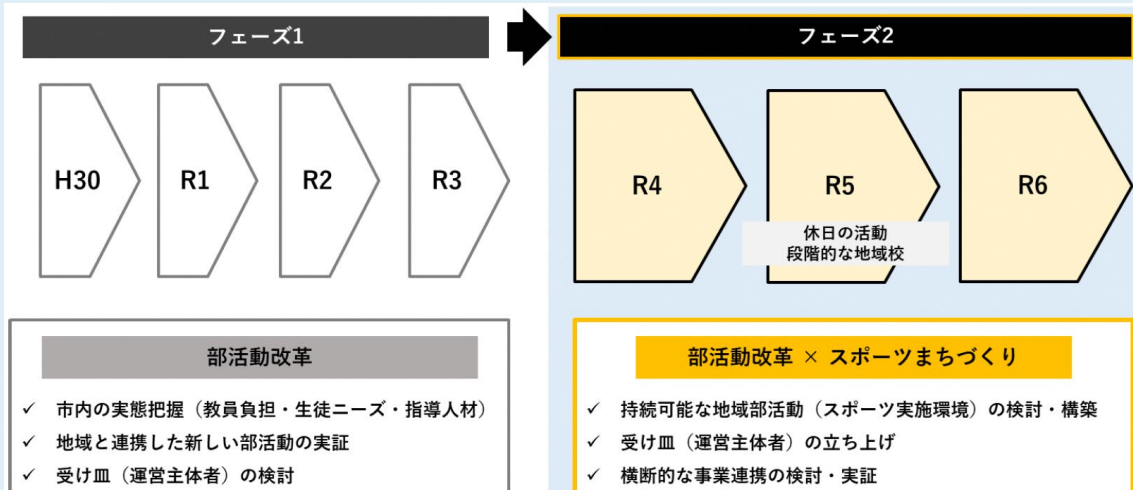 フェーズ1
フェーズ2
H30
R1
R2
R3
R4
R5
R6
休日の活動
段階的な地域校
部活動改革
✓ 市内の実態把握（教員負担・生徒ニーズ・指導人材）
✓ 地域と連携した新しい部活動の実証
✓ 受け皿（運営主体者）の検討
部活動改革 × スポーツまちづくり
✓ 持続可能な地域部活動（スポーツ実施環境）の検討・構築
✓ 受け皿（運営主体者）の立ち上げ
✓ 横断的な事業連携の検討・実証